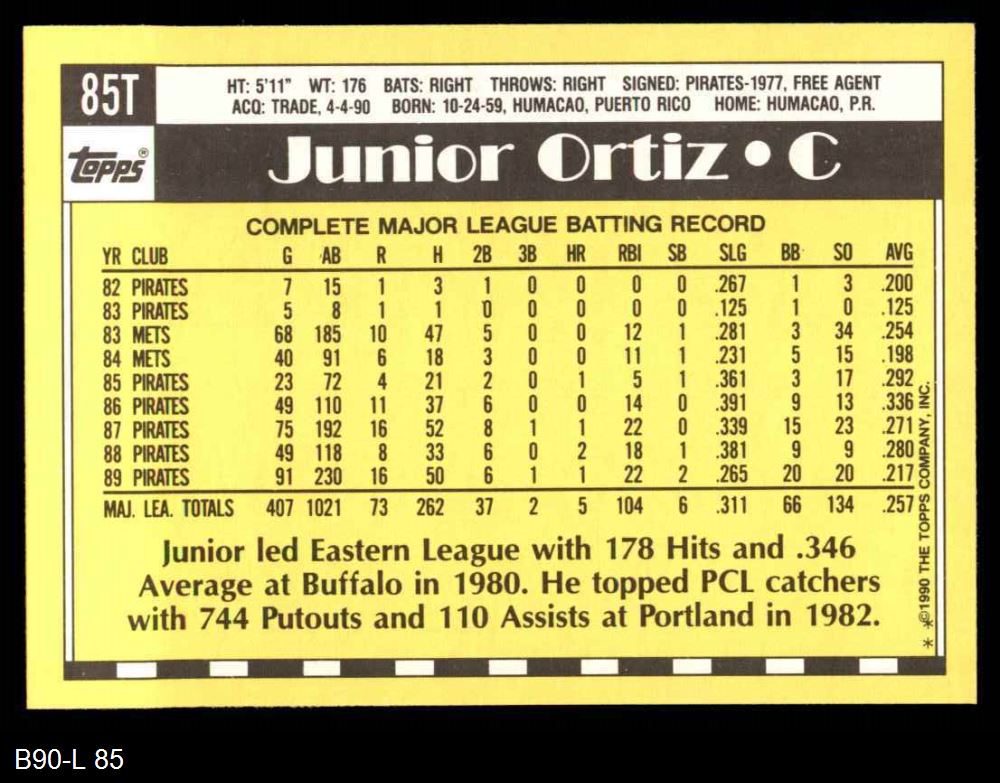 85T
HT: 5'11" WT: 176 BATS: RIGHT THROWS: RIGHT SIGNED: PIRATES-1977, FREE AGENT
ACQ: TRADE, 4-4-90 BORN: 10-24-59, HUMACAO, PUERTO RICO HOME: HUMACAO, P.R.
Topps®
Junior Ortiz • C
COMPLETE MAJOR LEAGUE BATTING RECORD
YR CLUB G AB R H 2B 3B HR RBI SB SLG BB SO AVG
82 PIRATES 7 15 1 3 1 0 0 0 0 .267 1 3 .200
83 PIRATES 5 8 1 1 0 0 0 0 0 .125 1 0 .125
83 METS 68 185 10 47 5 0 0 12 1 .281 3 34 .254
84 METS 40 91 6 18 3 0 0 11 1 .231 5 15 .198
85 PIRATES 23 72 4 21 2 0 1 5 1 .361 3 17 .292
86 PIRATES 49 110 11 37 6 0 0 14 0 .391 9 13 .336
87 PIRATES 75 192 16 52 8 1 1 22 0 .339 15 23 .271
88 PIRATES 49 118 8 33 6 0 2 18 1 .381 9 9 .280
89 PIRATES 91 230 16 50 6 1 1 22 2 .265 20 20 .217
MAJ. LEA. TOTALS 407 1021 73 262 37 2 5 104 6 .311 66 134 .257
Junior led Eastern League with 178 Hits and .346
Average at Buffalo in 1980. He topped PCL catchers
with 744 Putouts and 110 Assists at Portland in 1982.
* *©1990 THE TOPPS COMPANY, INC.
B90-L 85